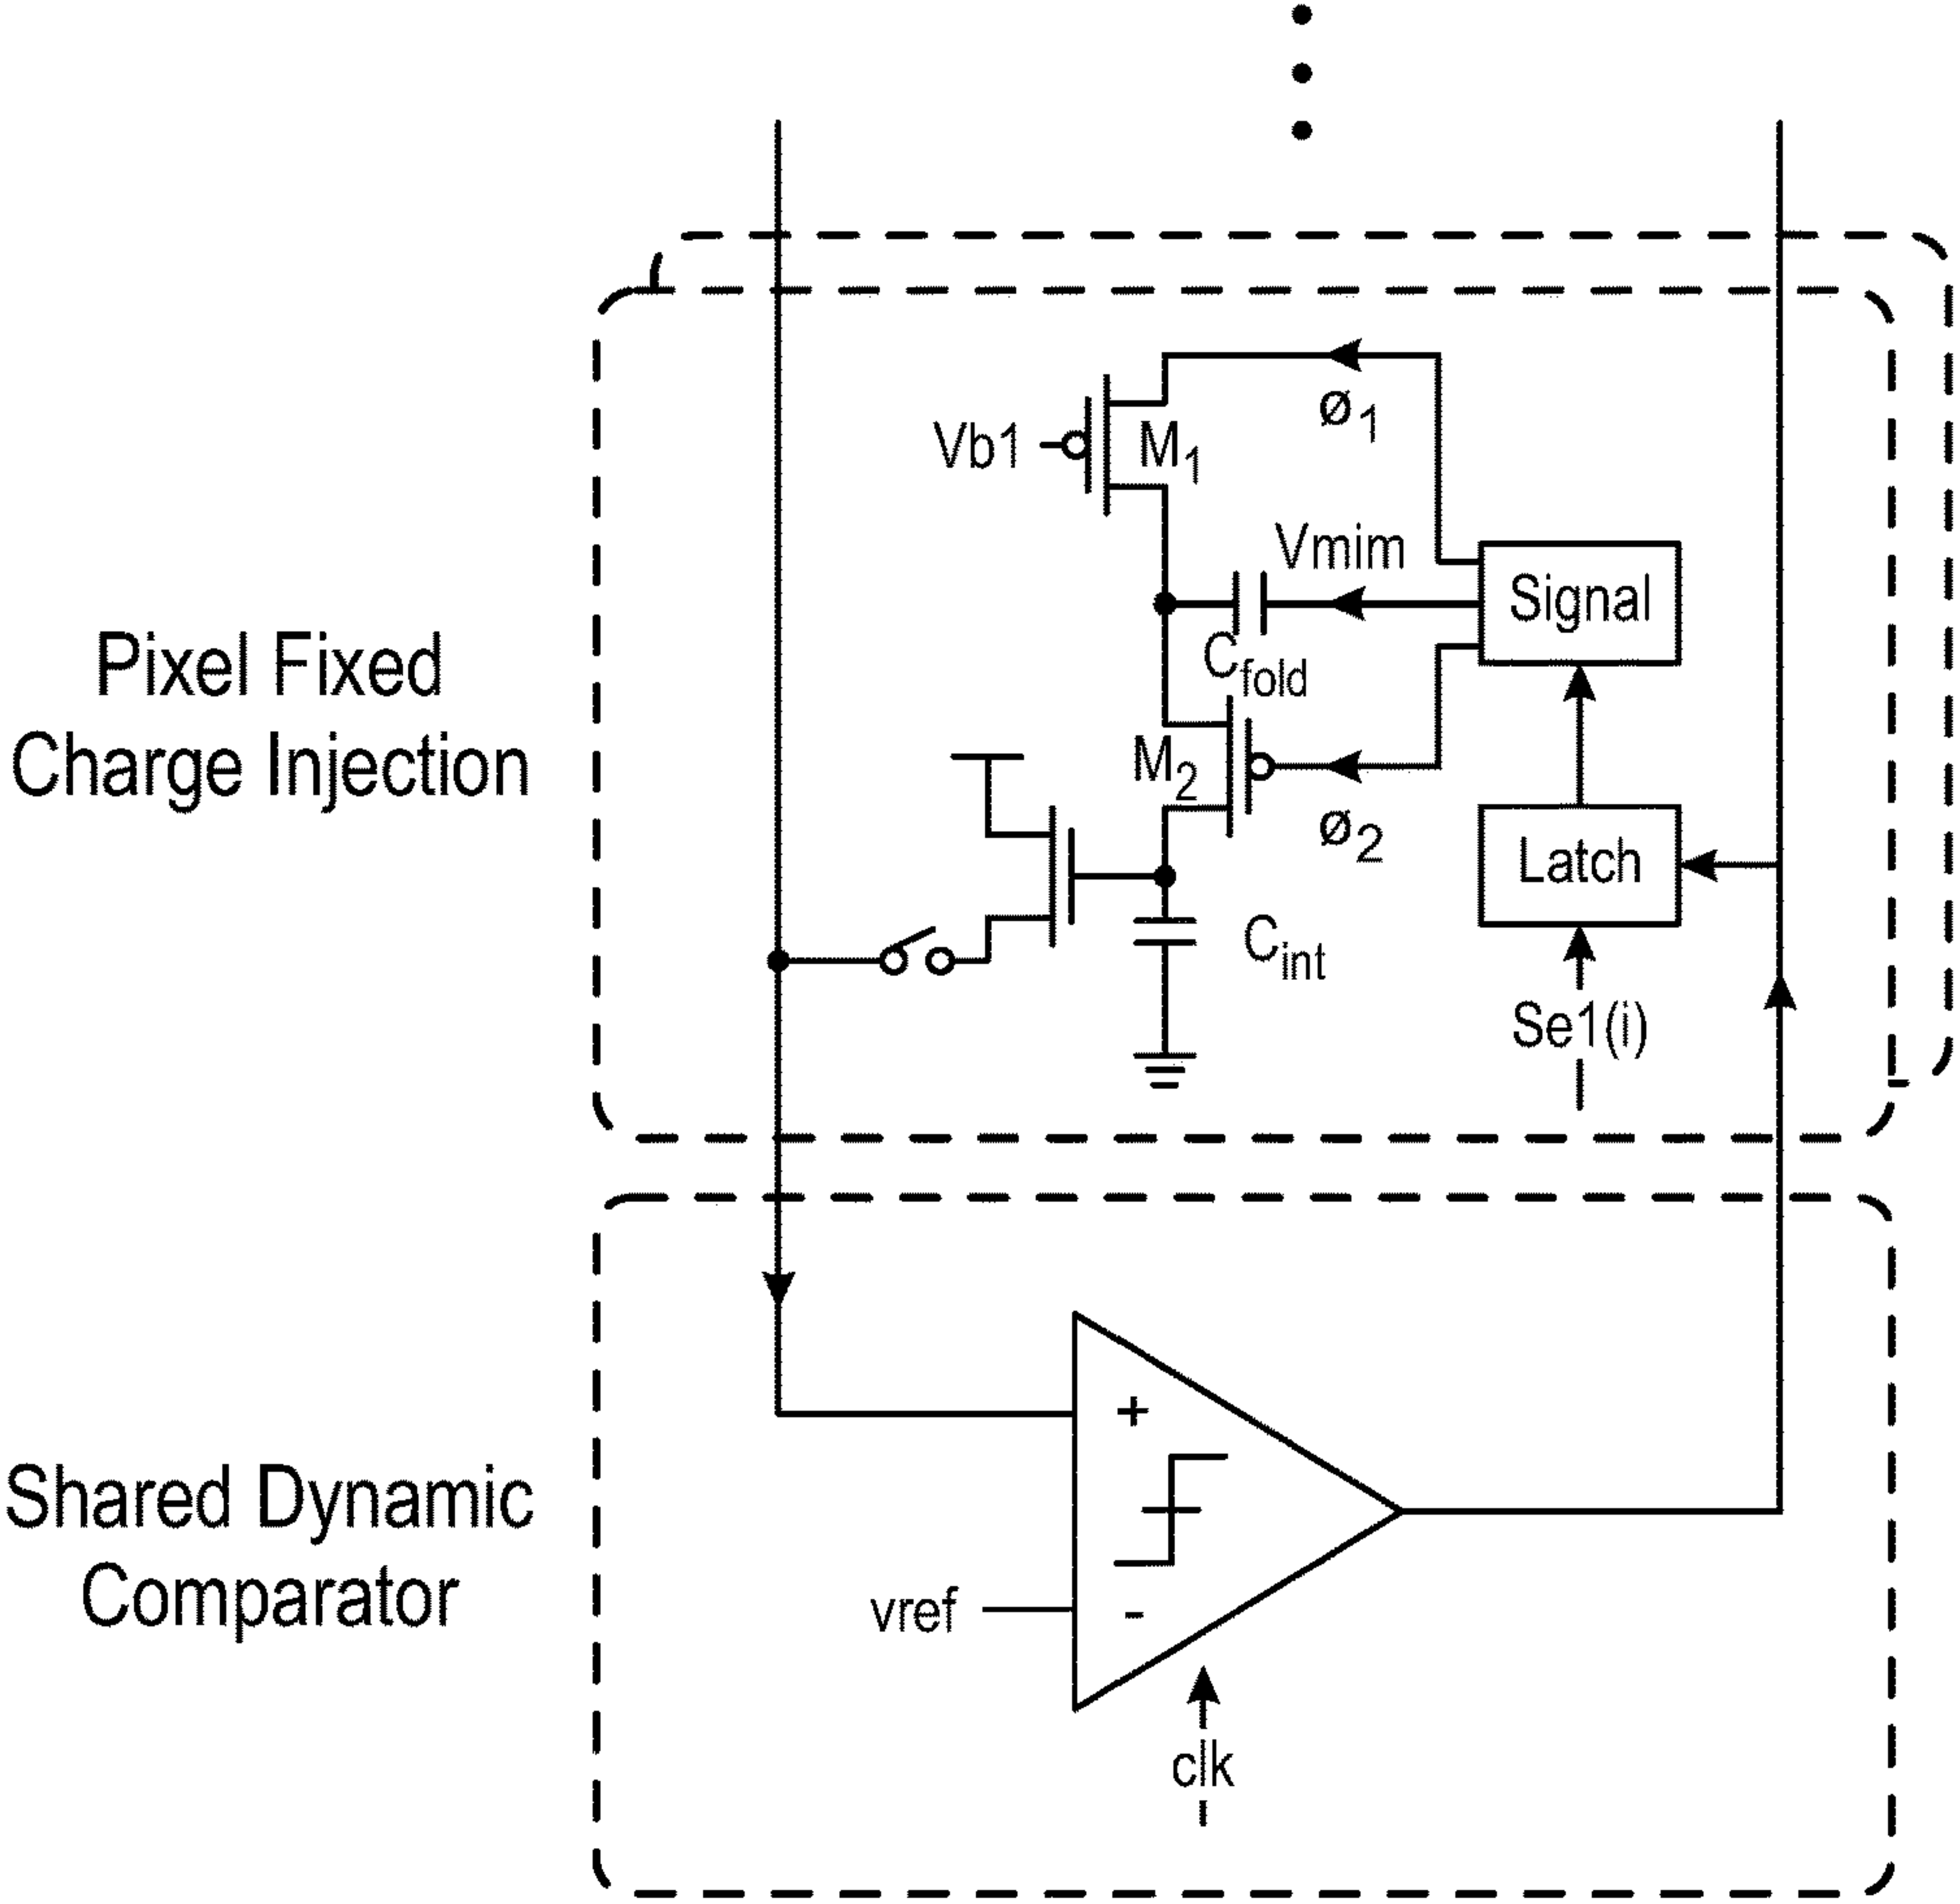 ø1
Vb1
M1
Vmim
Signal
Cfold
Pixel Fixed
Charge Injection
M2
ø2
Latch
Cint
Se1(i)
+
Shared Dynamic
Comparator
vref
-
clk